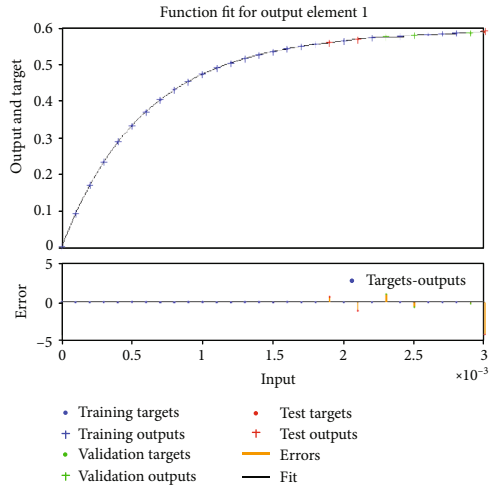 Function fit for output element 1
Output and target
0.6
0.5
0.4
0.3
0.2
0.1
0
Error
5
0
−5
Targets-outputs
0
0.5
1
1.5
2
2.5
3
×10⁻³
Input
Training targets
Training outputs
Validation targets
Validation outputs
Test targets
Test outputs
Errors
Fit